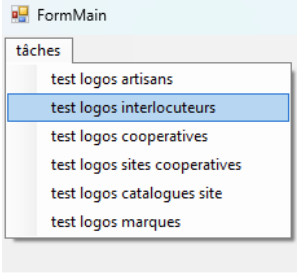 FormMain
tâches
test logos artisans
test logos interlocuteurs
test logos cooperatives
test logos sites cooperatives
test logos catalogues site
test logos marques